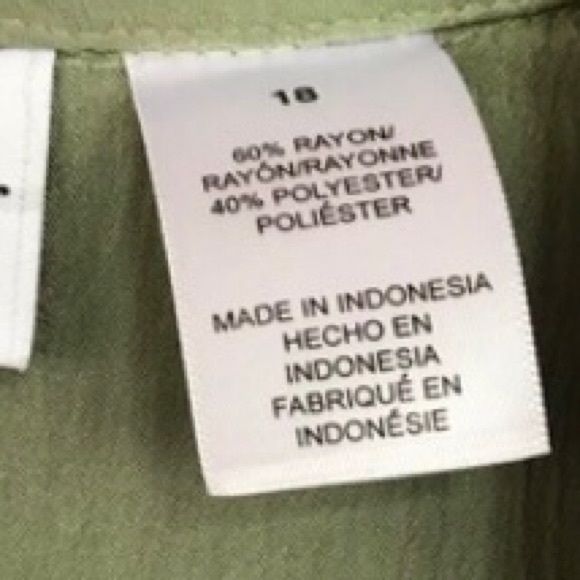 18
60% RAYON/
RAYÓN/RAYONNE
40% POLYESTER/
POLIÉSTER
MADE IN INDONESIA
HECHO EN
INDONESIA
FABRIQUÉ EN
INDONÉSIE